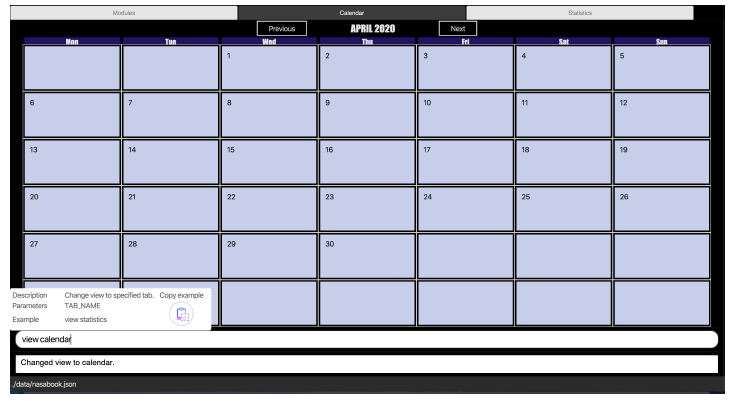 Modules Calendar Statistics
Previous APRIL 2020 Next
Mon Tue Wed Thu Fri Sat Sun
1 2 3 4 5
6 7 8 9 10 11 12
13 14 15 16 17 18 19
20 21 22 23 24 25 26
27 28 29 30
Description Change view to specified tab. Copy example
Parameters TAB_NAME
Example view statistics
view calendar
Changed view to calendar.
./data/nasabook.json